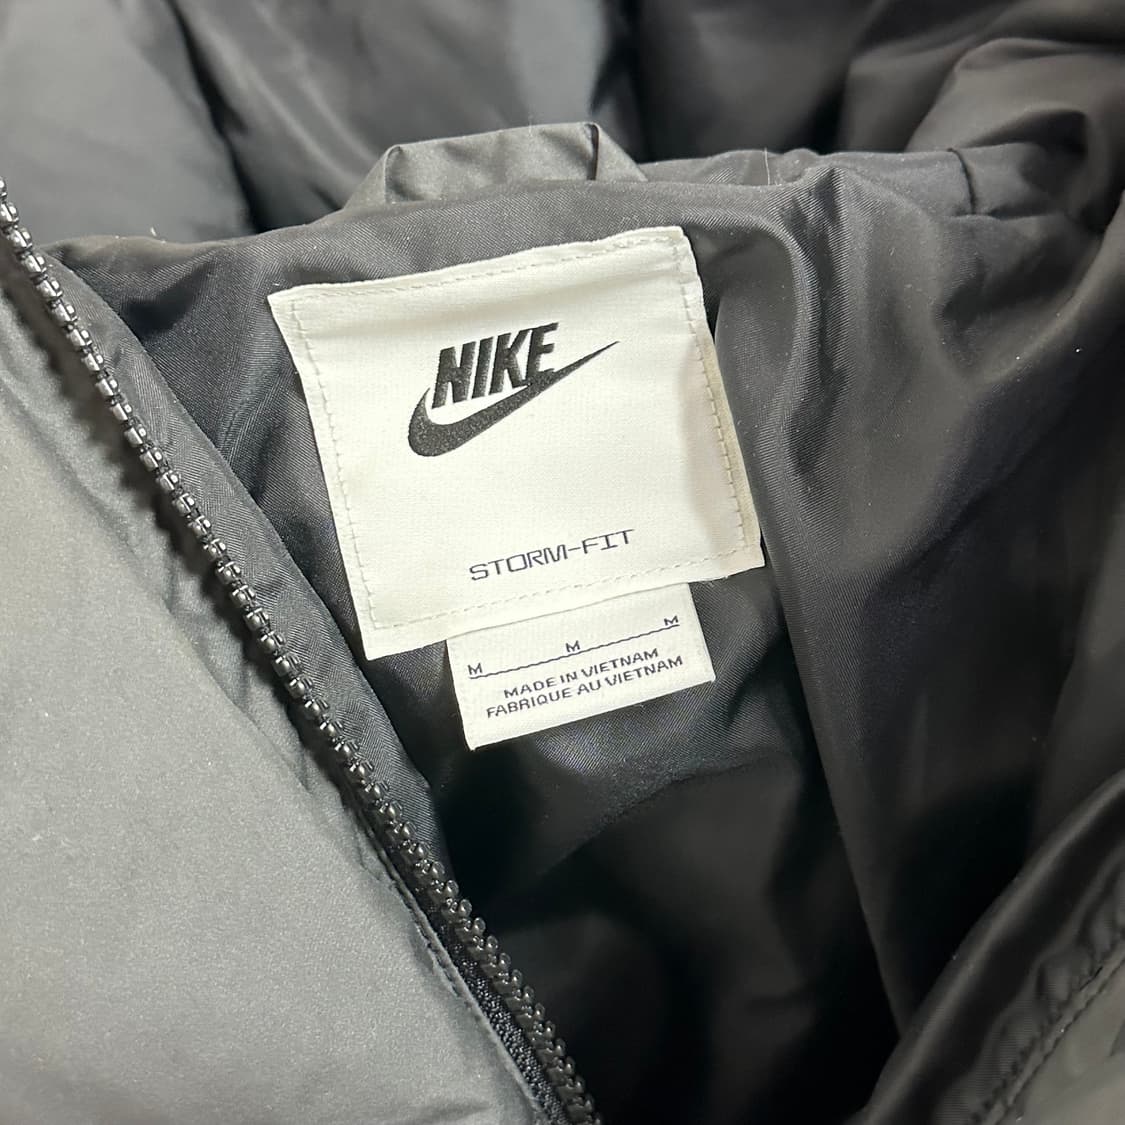 NIKE
STORM-FIT
M M M
MADE IN VIETNAM
FABRIQUE AU VIETNAM